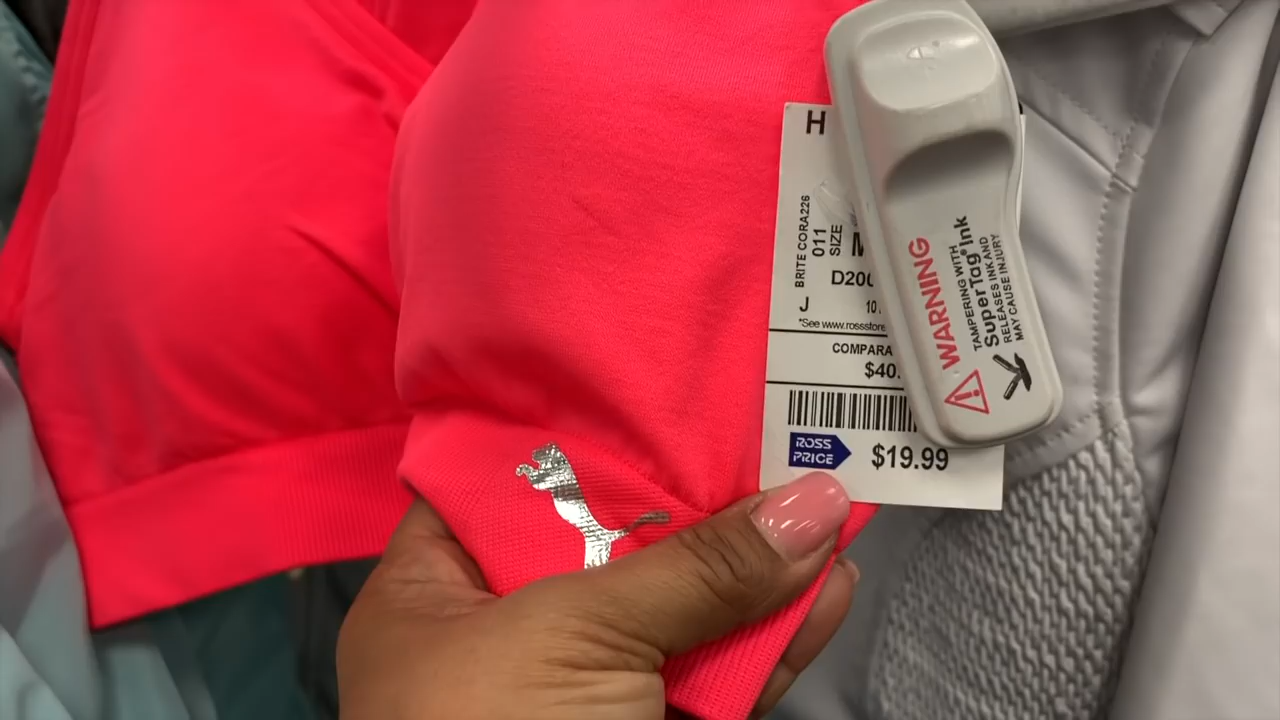 H
BRITE CORA226
011
SIZE
M
D200
J
10
*See www.rossstore
COMPARA
$40.
ROSS
PRICE
$19.99
WARNING
TAMPERING WITH
SuperTag® Ink
RELEASES INK AND
MAY CAUSE INJURY